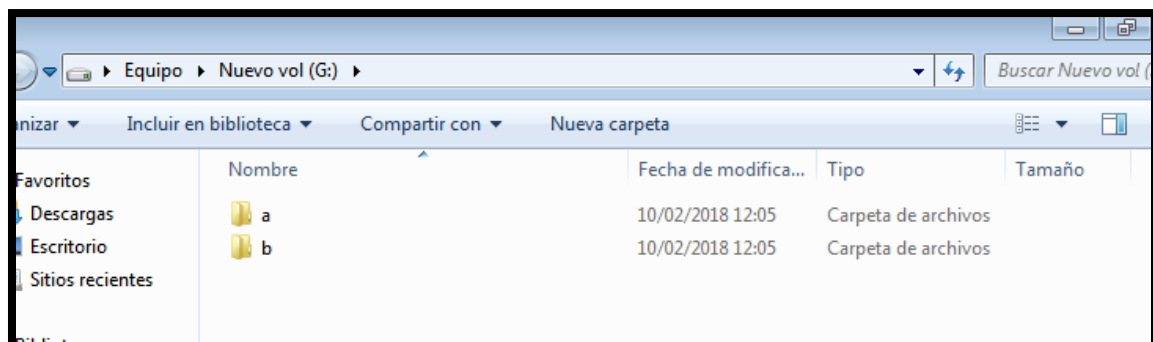 Equipo Nuevo vol (G:)
Buscar Nuevo vol (
nizar Incluir en biblioteca Compartir con Nueva carpeta
Favoritos
Descargas
Escritorio
Sitios recientes
Nombre Fecha de modifica... Tipo Tamaño
a 10/02/2018 12:05 Carpeta de archivos
b 10/02/2018 12:05 Carpeta de archivos